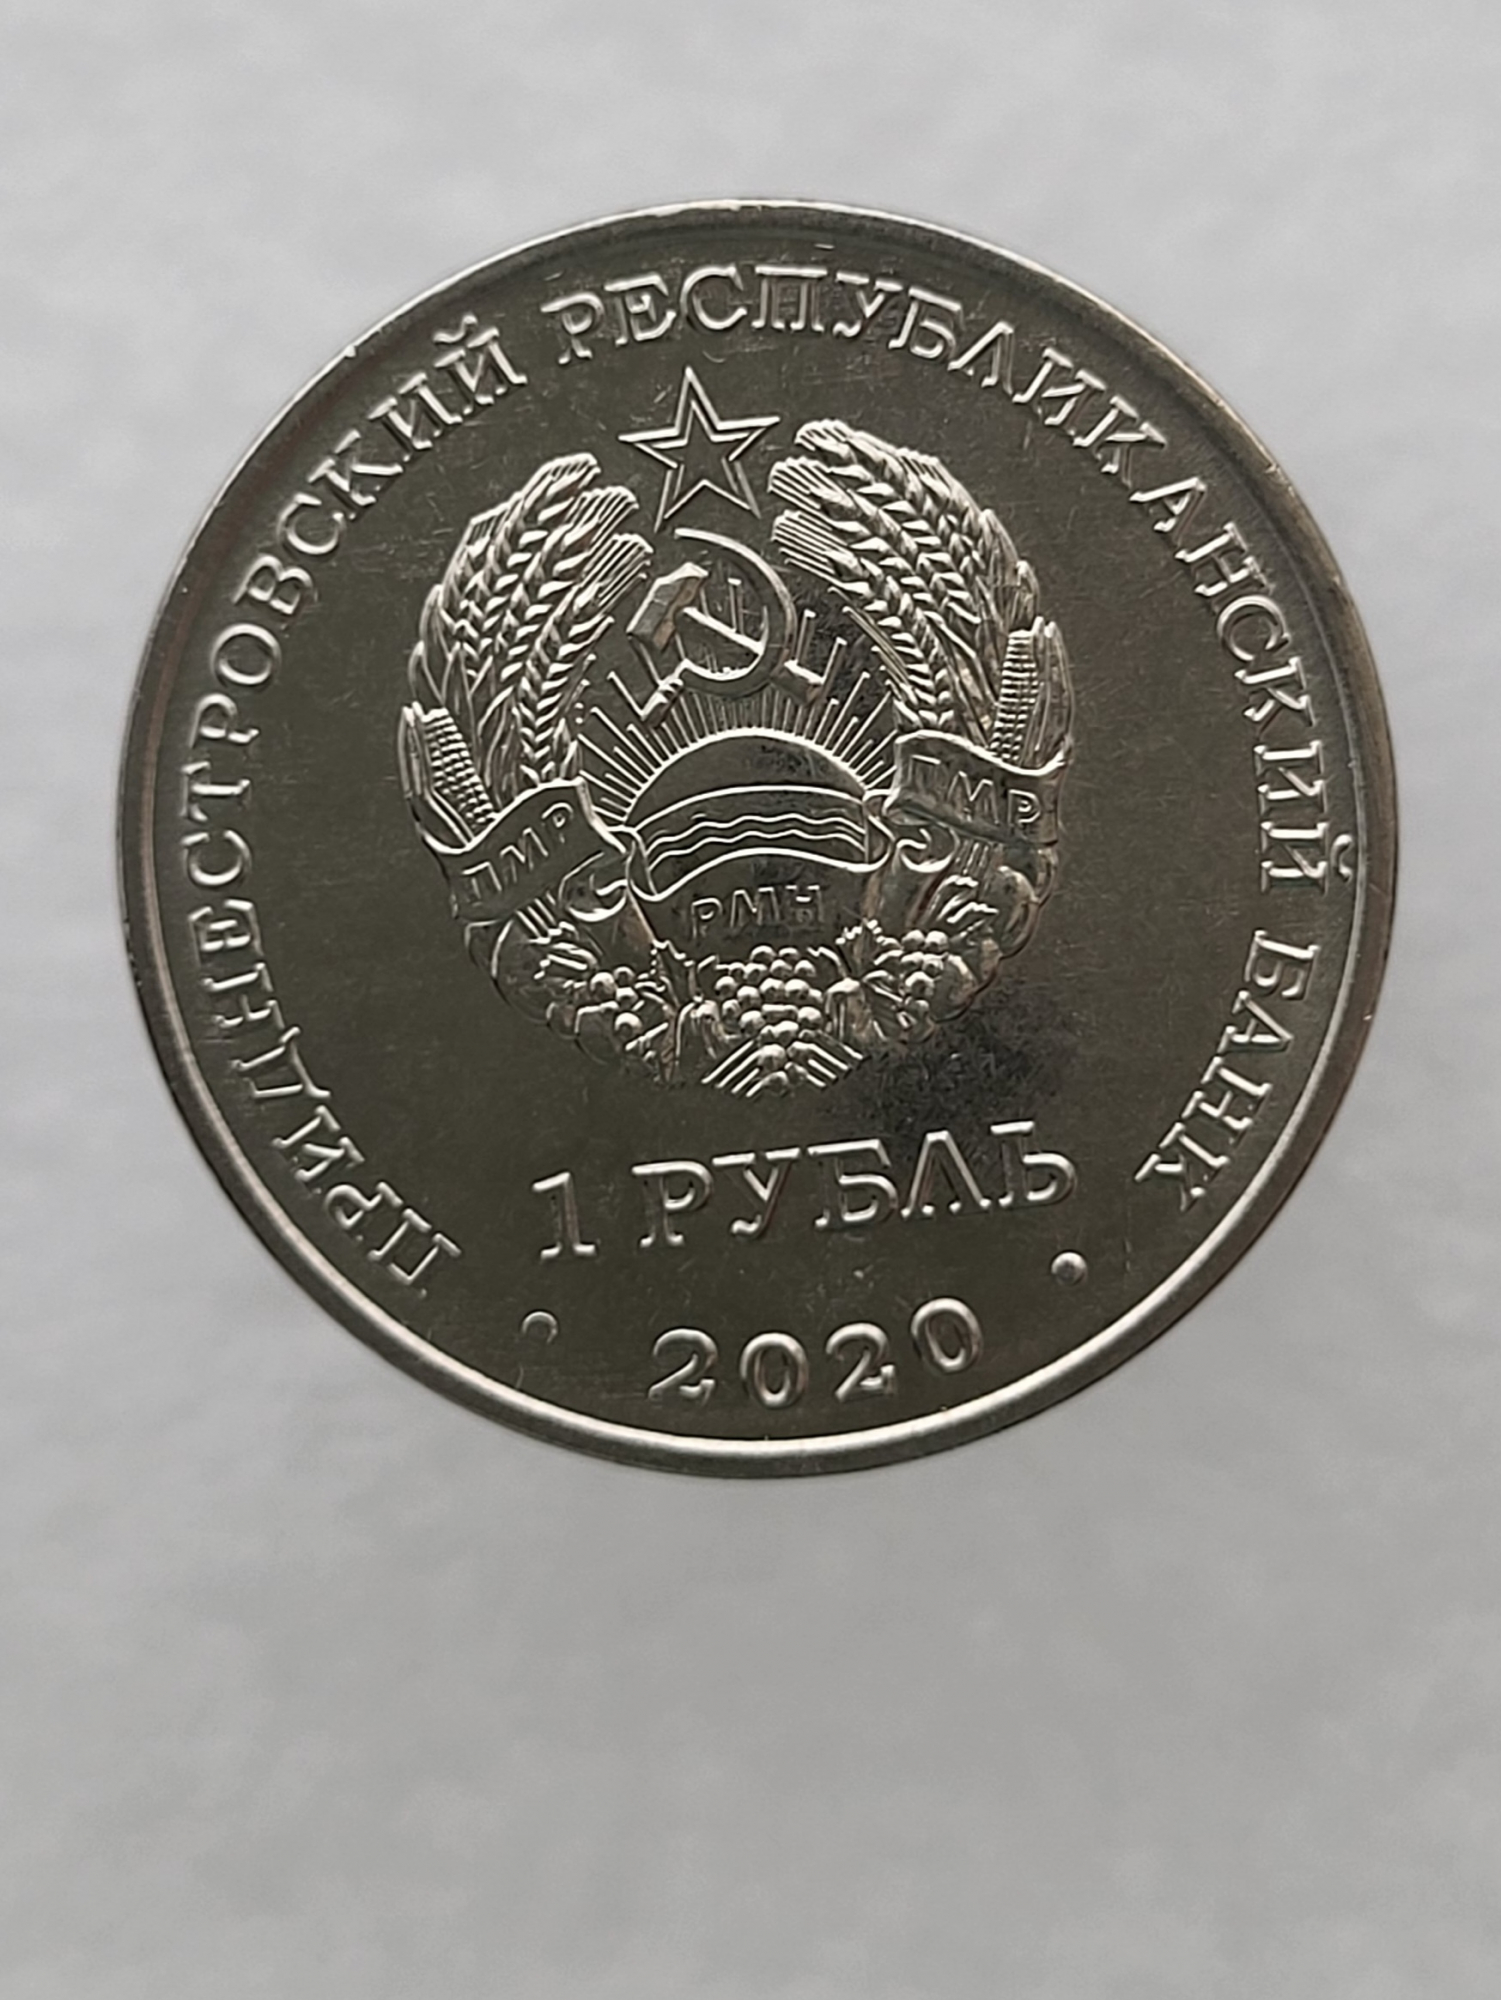 ПРИДНЕСТРОВСКИЙ РЕСПУБЛИКАНСКИЙ БАНК
ПМР
ПМР
РМН
1 РУБЛЬ
• 2020 •